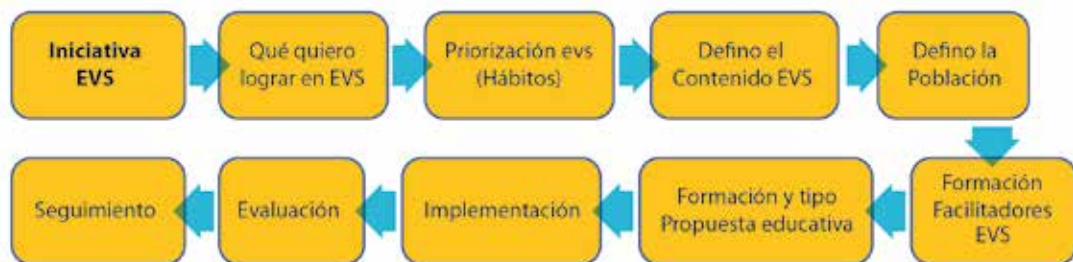 Iniciativa
EVS
Qué quiero
lograr en EVS
Priorización evs
(Hábitos)
Defino el
Contenido EVS
Defino la
Población
Formación
Facilitadores
EVS
Formación y tipo
Propuesta educativa
Implementación
Evaluación
Seguimiento